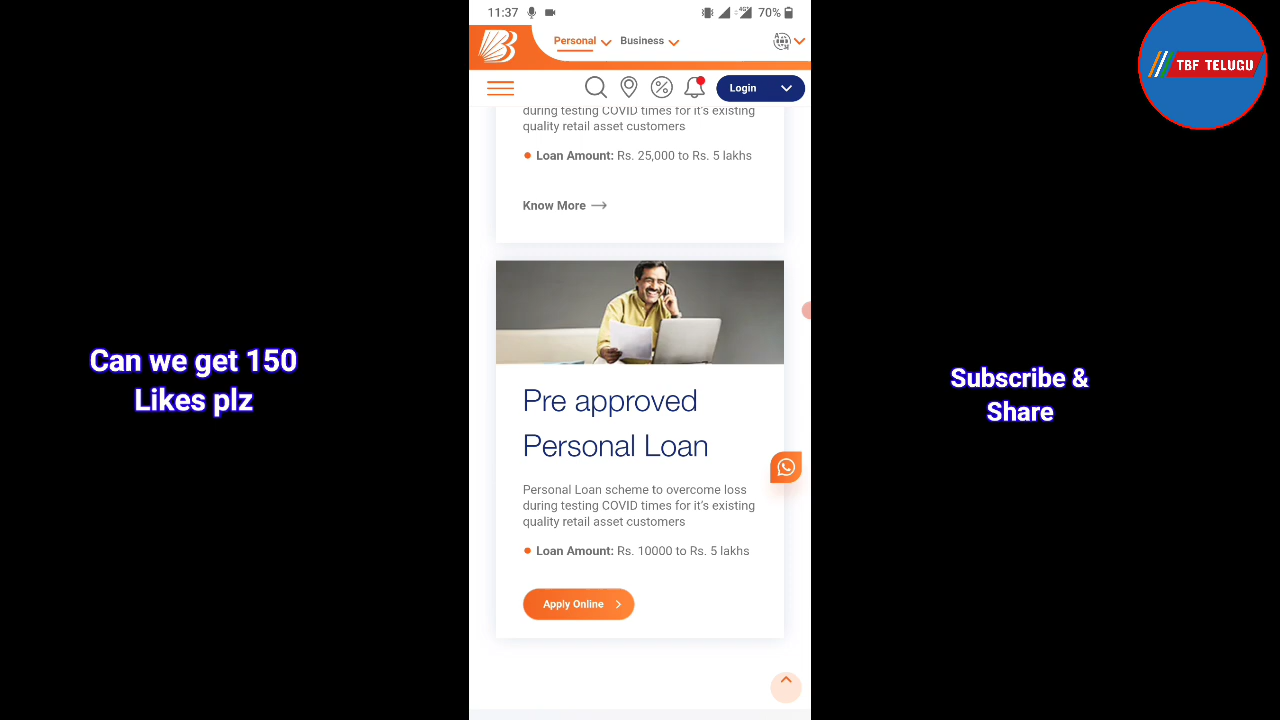 11:37
4G
70%
Personal
Business
Login
TBF TELUGU
during testing COVID times for it's existing
quality retail asset customers
Loan Amount: Rs. 25,000 to Rs. 5 lakhs
Know More
Can we get 150
Likes plz
Subscribe &
Share
Pre approved
Personal Loan
Personal Loan scheme to overcome loss
during testing COVID times for it's existing
quality retail asset customers
Loan Amount: Rs. 10000 to Rs. 5 lakhs
Apply Online